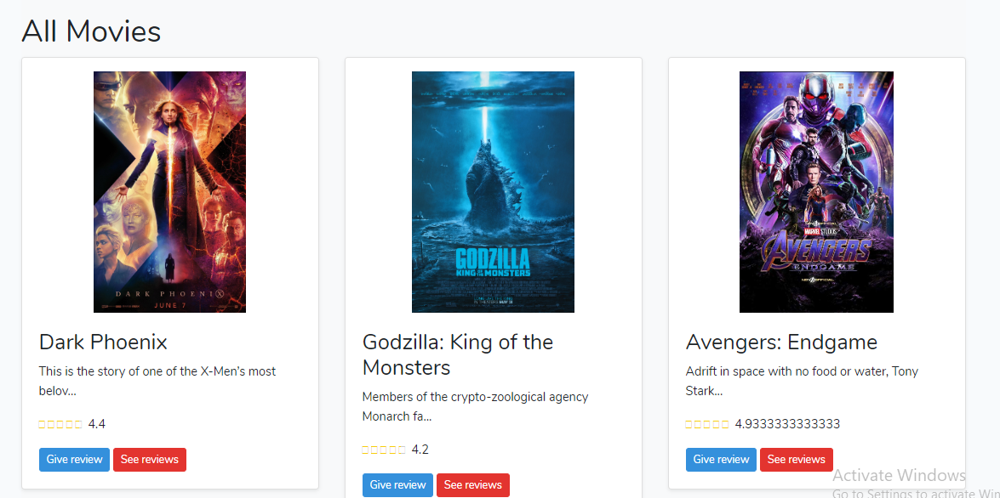 All Movies
DARK PHOENIX
JUNE 7
Dark Phoenix
This is the story of one of the X-Men's most
belov...
4.4
Give review See reviews
GODZILLA
KING OF THE MONSTERS
Godzilla: King of the
Monsters
Members of the crypto-zoological agency
Monarch fa...
4.2
Give review See reviews
MARVEL STUDIOS
AVENGERS
ENDGAME
Avengers: Endgame
Adrift in space with no food or water, Tony
Stark...
4.9333333333333
Give review See reviews
Activate Windows
Go to Settings to activate Win